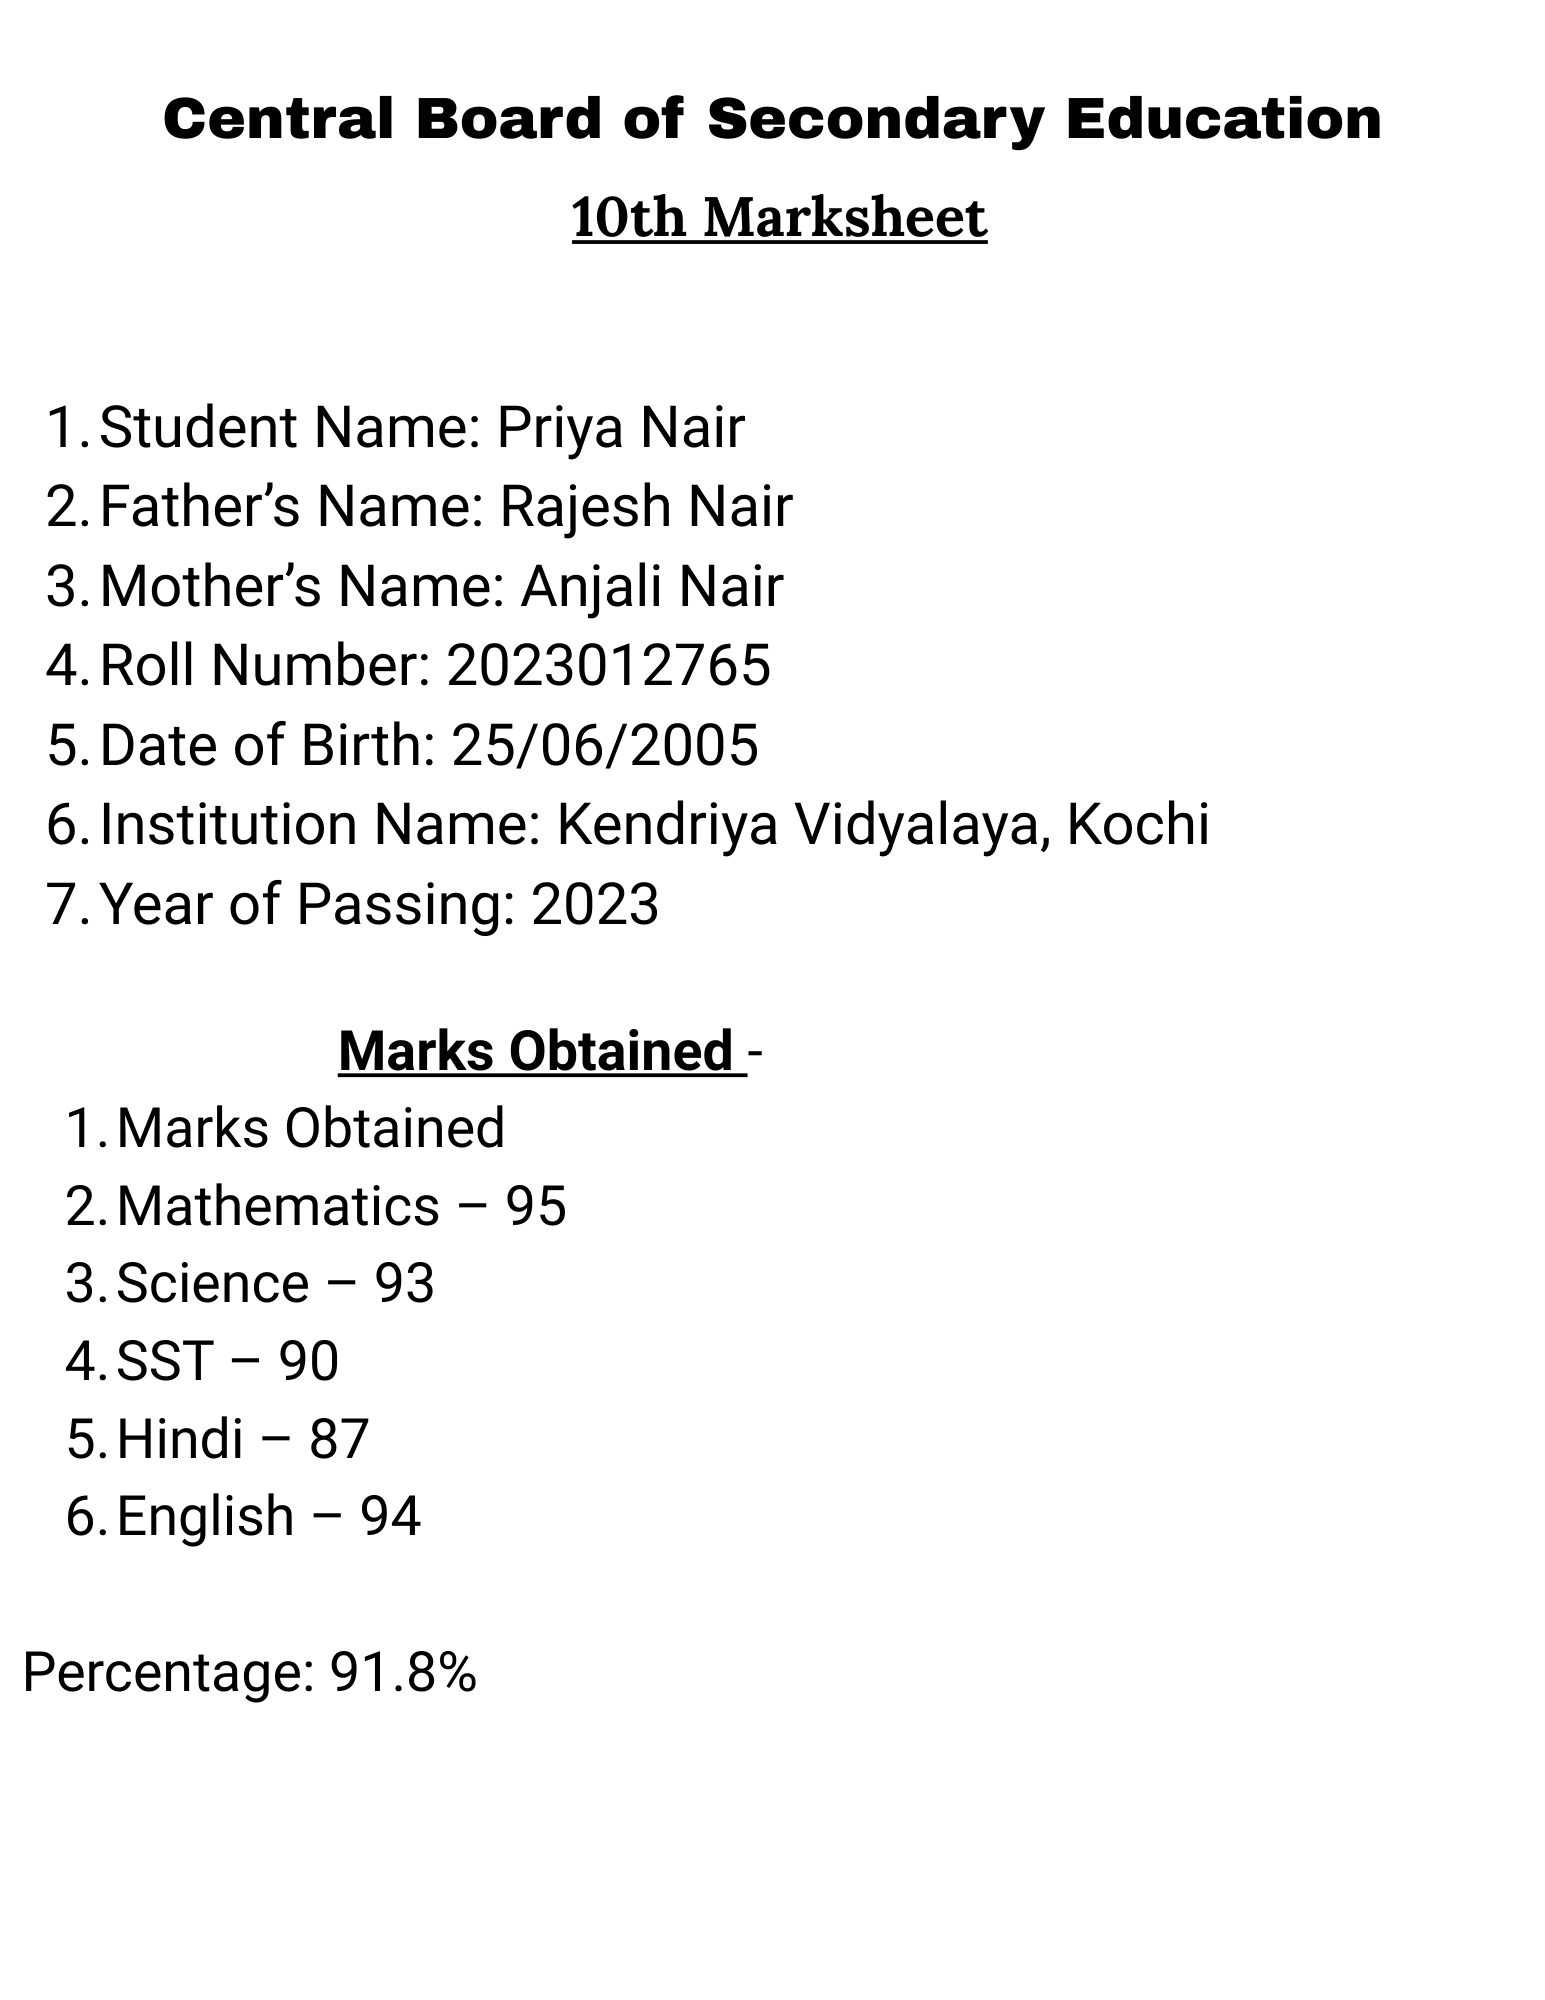 Central Board of Secondary Education
10th Marksheet
1. Student Name: Priya Nair
2. Father’s Name: Rajesh Nair
3. Mother’s Name: Anjali Nair
4. Roll Number: 2023012765
5. Date of Birth: 25/06/2005
6. Institution Name: Kendriya Vidyalaya, Kochi
7. Year of Passing: 2023
Marks Obtained -
1. Marks Obtained
2. Mathematics – 95
3. Science – 93
4. SST – 90
5. Hindi – 87
6. English – 94
Percentage: 91.8%